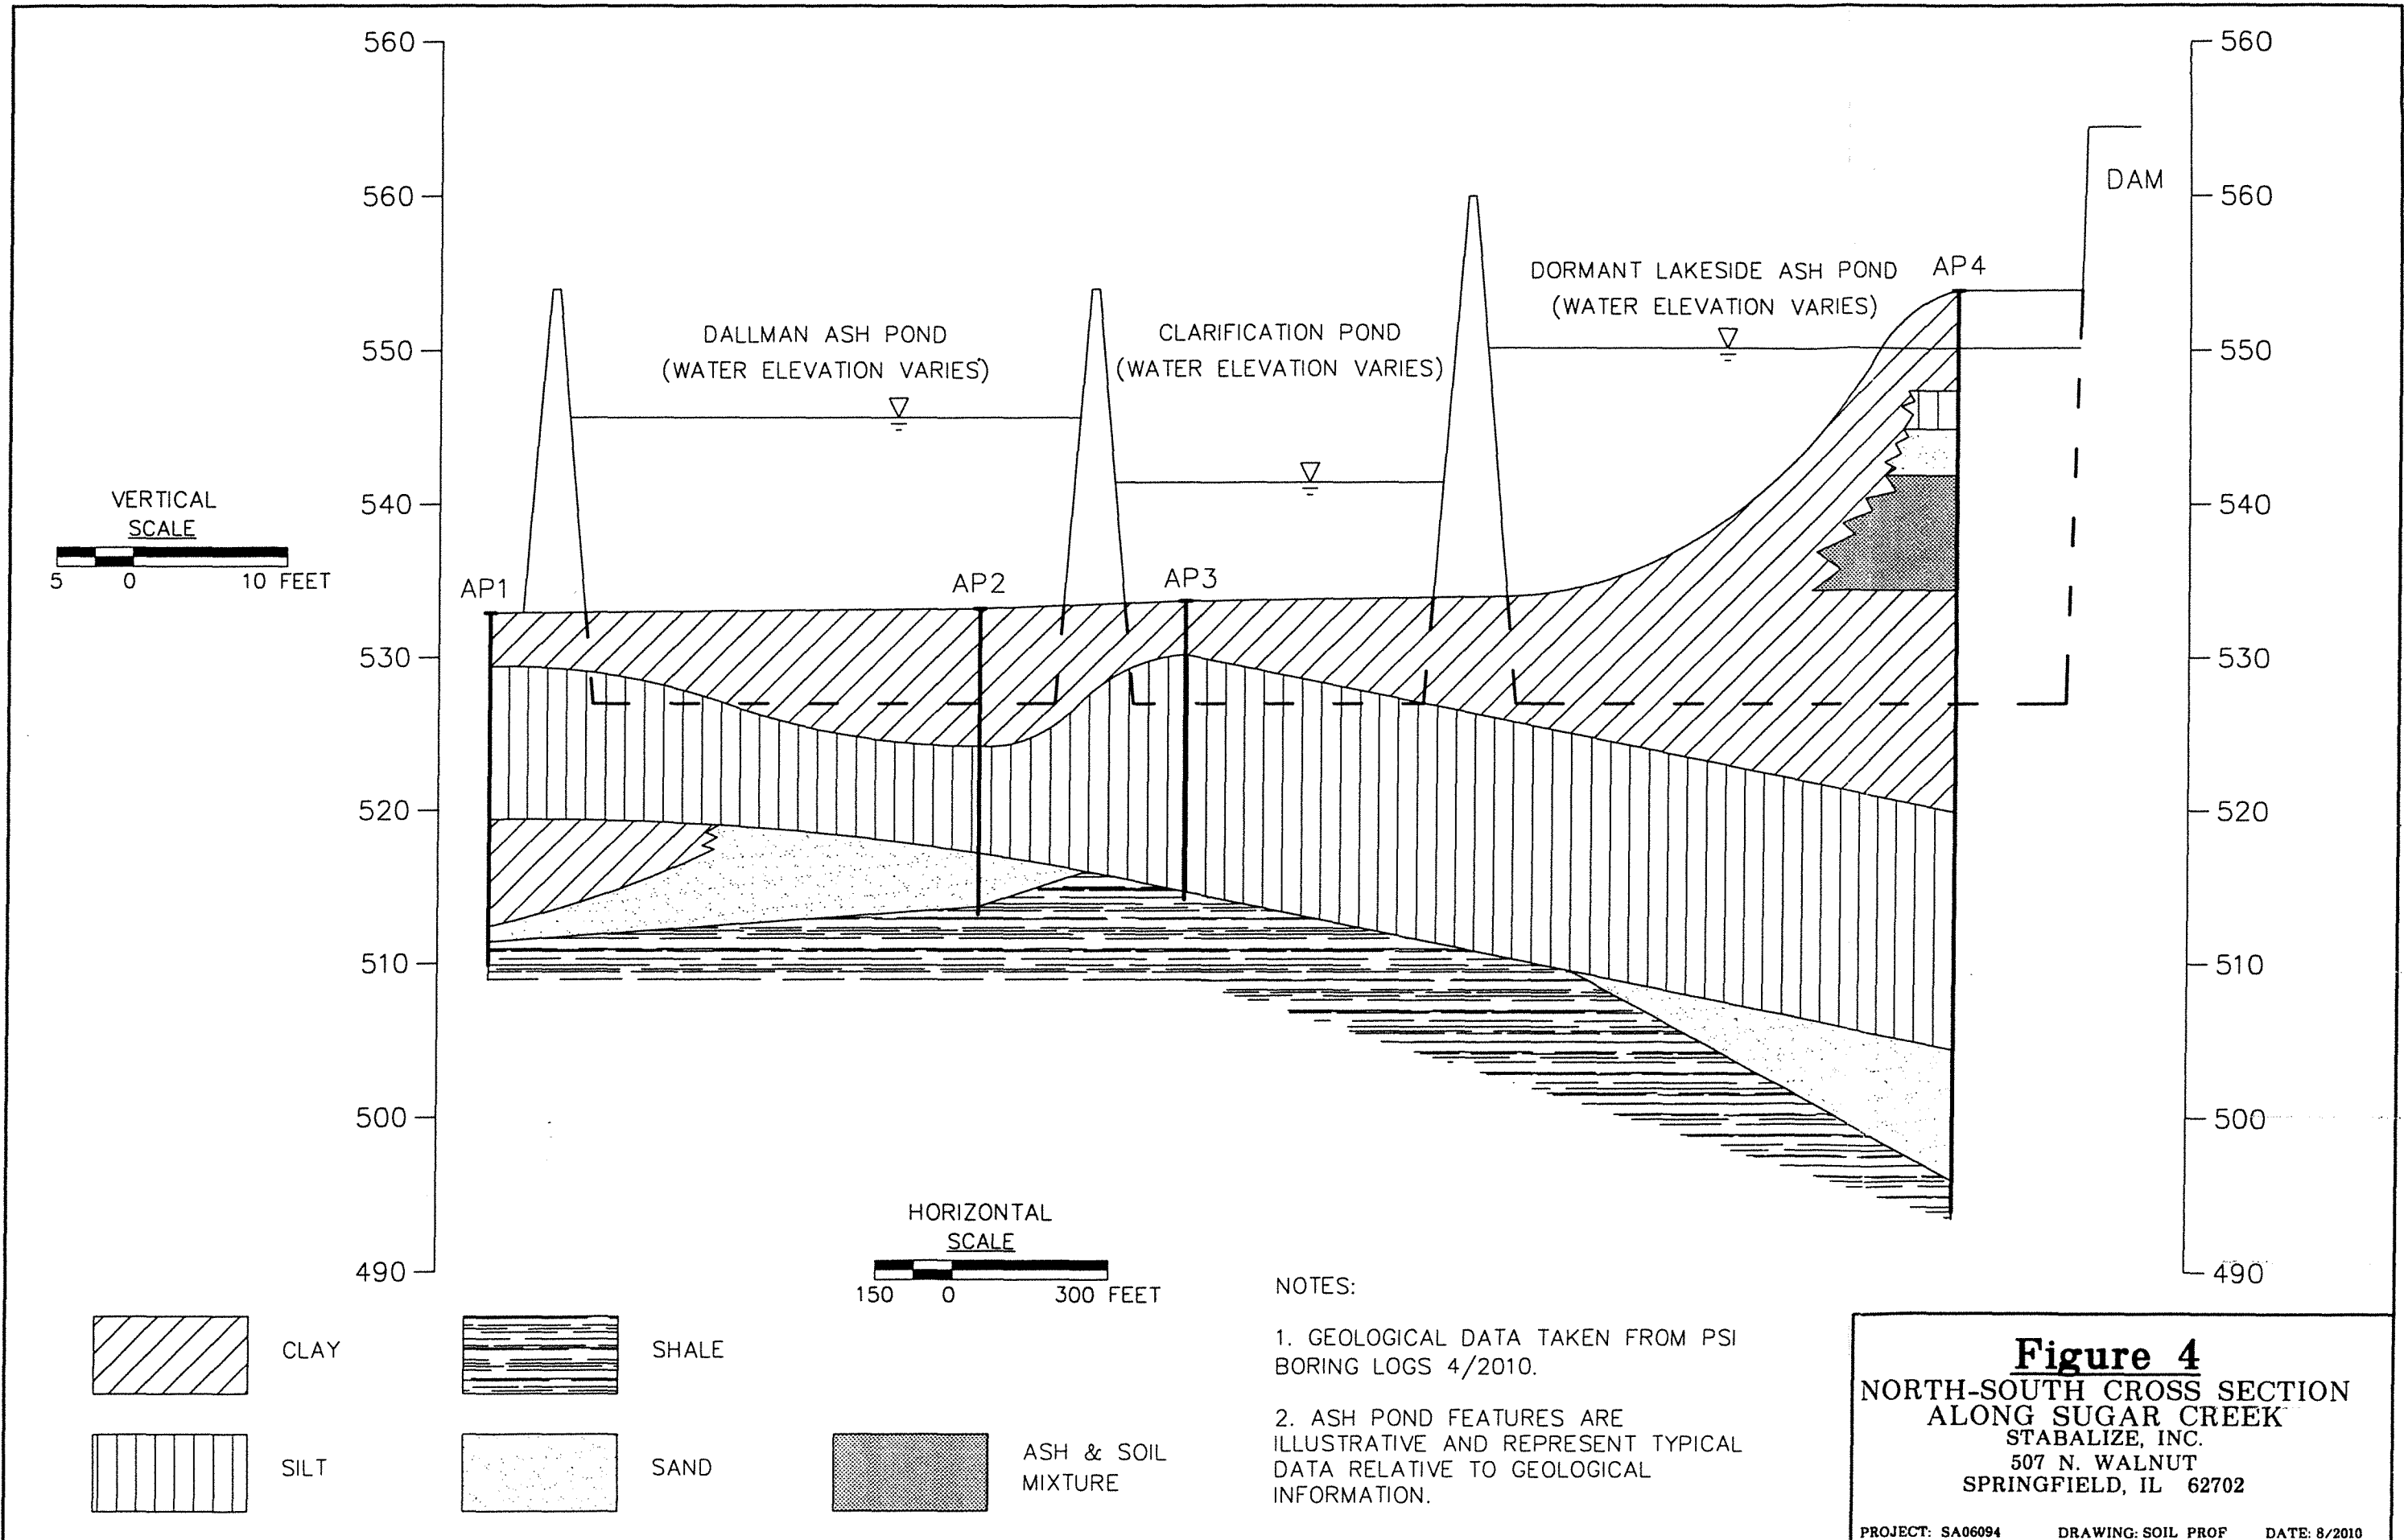 560
560
550
540
530
520
510
500
490
560
560
550
540
530
520
510
500
490
DAM
DORMANT LAKESIDE ASH POND
(WATER ELEVATION VARIES)
AP4
DALLMAN ASH POND
(WATER ELEVATION VARIES)
CLARIFICATION POND
(WATER ELEVATION VARIES)
VERTICAL
SCALE
5 0 10 FEET
AP1
AP2
AP3
HORIZONTAL
SCALE
150 0 300 FEET
CLAY
SHALE
SILT
SAND
ASH & SOIL
MIXTURE
NOTES:
1. GEOLOGICAL DATA TAKEN FROM PSI
BORING LOGS 4/2010.
2. ASH POND FEATURES ARE
ILLUSTRATIVE AND REPRESENT TYPICAL
DATA RELATIVE TO GEOLOGICAL
INFORMATION.
Figure 4
NORTH-SOUTH CROSS SECTION
ALONG SUGAR CREEK
STABALIZE, INC.
507 N. WALNUT
SPRINGFIELD, IL 62702
PROJECT: SA06094 DRAWING: SOIL PROF DATE: 8/2010